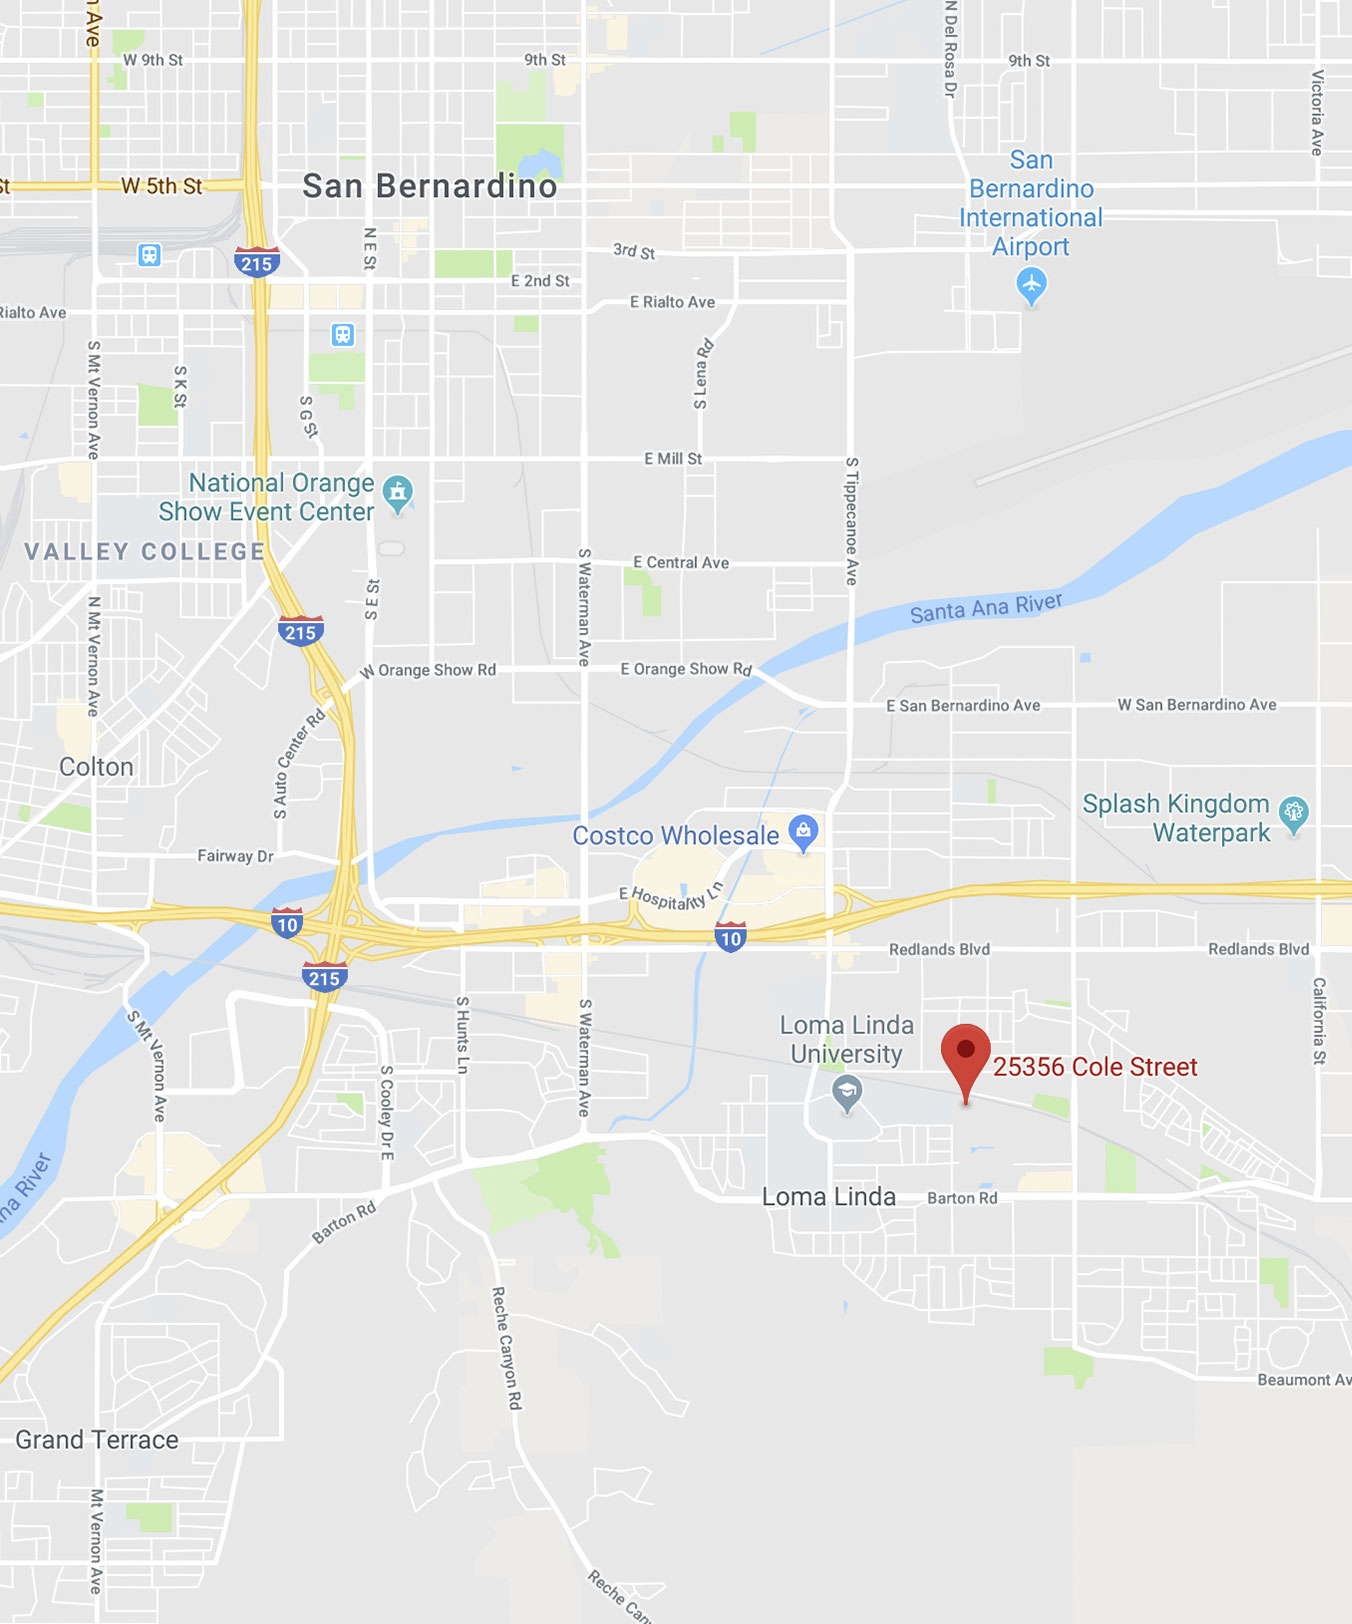 n Ave
W 9th St
9th St
N Del Rosa Dr
9th St
Victoria Ave
San
Bernardino
International
Airport
St
W 5th St
San Bernardino
N E St
215
3rd St
E 2nd St
E Rialto Ave
Rialto Ave
S Mt Vernon Ave
S K St
S G St
S Lena Rd
E Mill St
S Tippecanoe Ave
National Orange
Show Event Center
VALLEY COLLEGE
E Central Ave
S Waterman Ave
S E St
N Mt Vernon Ave
Santa Ana River
215
W Orange Show Rd
E Orange Show Rd
E San Bernardino Ave
W San Bernardino Ave
S Auto Center Rd
Colton
Splash Kingdom
Waterpark
Costco Wholesale
Fairway Dr
E Hospitality Ln
10
10
Redlands Blvd
Redlands Blvd
215
S Mt Vernon Ave
S Hunts Ln
S Waterman Ave
California St
Loma Linda
University
25356 Cole Street
S Cooley Dr E
na River
Barton Rd
Loma Linda
Barton Rd
Reche Canyon Rd
Beaumont Av
Grand Terrace
Mt Vernon Ave
Reche Cany